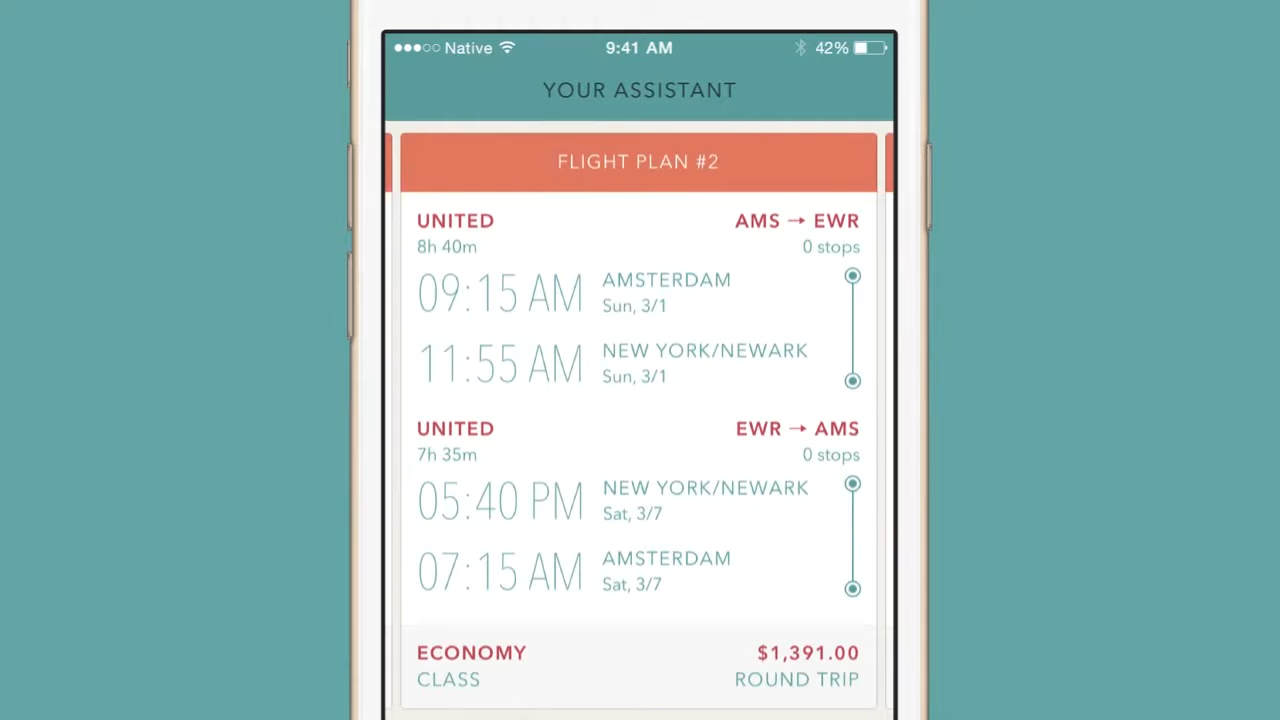 Native 9:41 AM 42%
YOUR ASSISTANT
FLIGHT PLAN #2
UNITED AMS → EWR
8h 40m 0 stops
09:15 AM AMSTERDAM
Sun, 3/1
11:55 AM NEW YORK/NEWARK
Sun, 3/1
UNITED EWR → AMS
7h 35m 0 stops
05:40 PM NEW YORK/NEWARK
Sat, 3/7
07:15 AM AMSTERDAM
Sat, 3/7
ECONOMY $1,391.00
CLASS ROUND TRIP